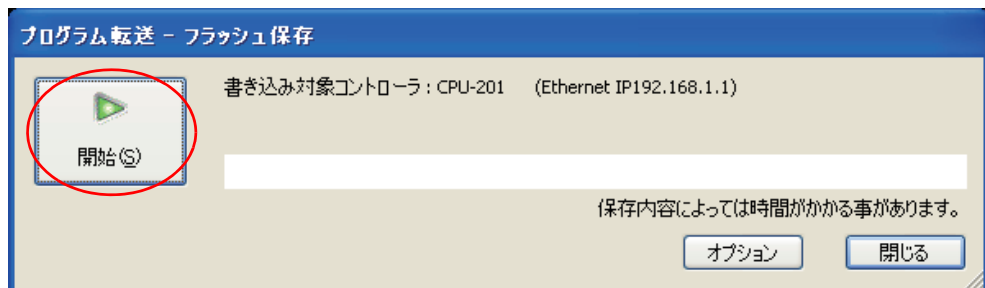 プログラム転送 - フラッシュ保存
書き込み対象コントローラ : CPU-201 (Ethernet IP192.168.1.1)
開始(S)
保存内容によっては時間がかかる事があります。
オプション
閉じる